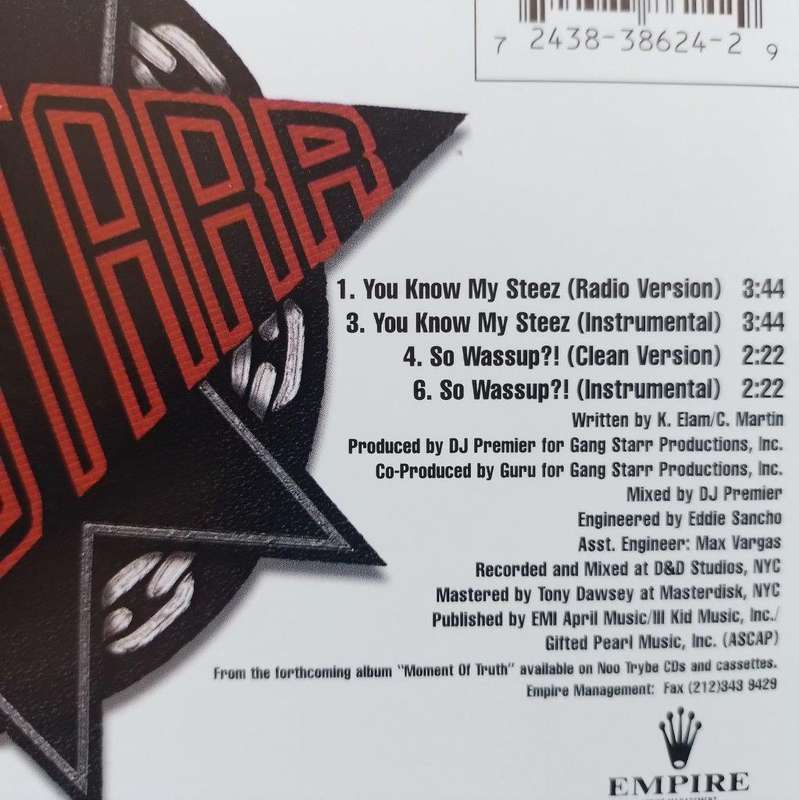 7 2438-38624-2 9
STARR
1. You Know My Steez (Radio Version) 3:44
3. You Know My Steez (Instrumental) 3:44
4. So Wassup?! (Clean Version) 2:22
6. So Wassup?! (Instrumental) 2:22
Written by K. Elam/C. Martin
Produced by DJ Premier for Gang Starr Productions, Inc.
Co-Produced by Guru for Gang Starr Productions, Inc.
Mixed by DJ Premier
Engineered by Eddie Sancho
Asst. Engineer: Max Vargas
Recorded and Mixed at D&D Studios, NYC
Mastered by Tony Dawsey at Masterdisk, NYC
Published by EMI April Music/Ill Kid Music, Inc./
Gifted Pearl Music, Inc. (ASCAP)
From the forthcoming album "Moment Of Truth" available on Noo Trybe CDs and cassettes.
Empire Management: Fax (212)343 9429
EMPIRE